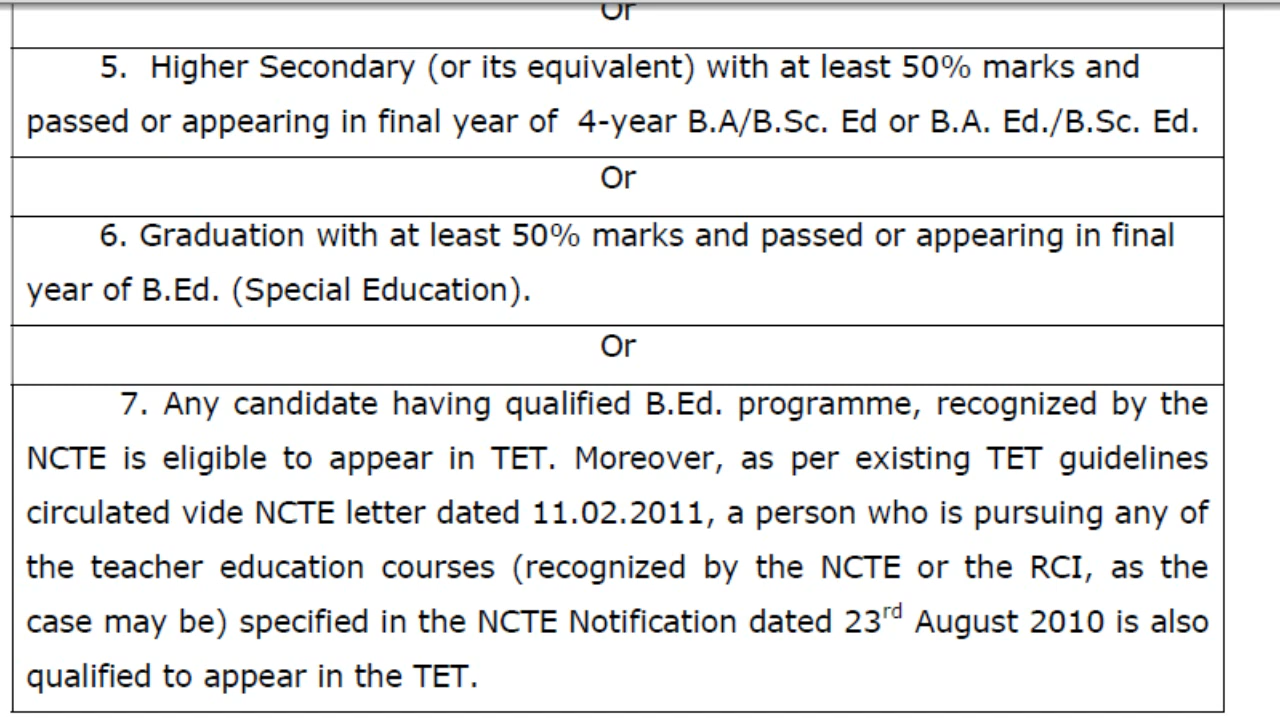 Or
5. Higher Secondary (or its equivalent) with at least 50% marks and
passed or appearing in final year of 4-year B.A/B.Sc. Ed or B.A. Ed./B.Sc. Ed.
Or
6. Graduation with at least 50% marks and passed or appearing in final
year of B.Ed. (Special Education).
Or
7. Any candidate having qualified B.Ed. programme, recognized by the
NCTE is eligible to appear in TET. Moreover, as per existing TET guidelines
circulated vide NCTE letter dated 11.02.2011, a person who is pursuing any of
the teacher education courses (recognized by the NCTE or the RCI, as the
case may be) specified in the NCTE Notification dated 23rd August 2010 is also
qualified to appear in the TET.